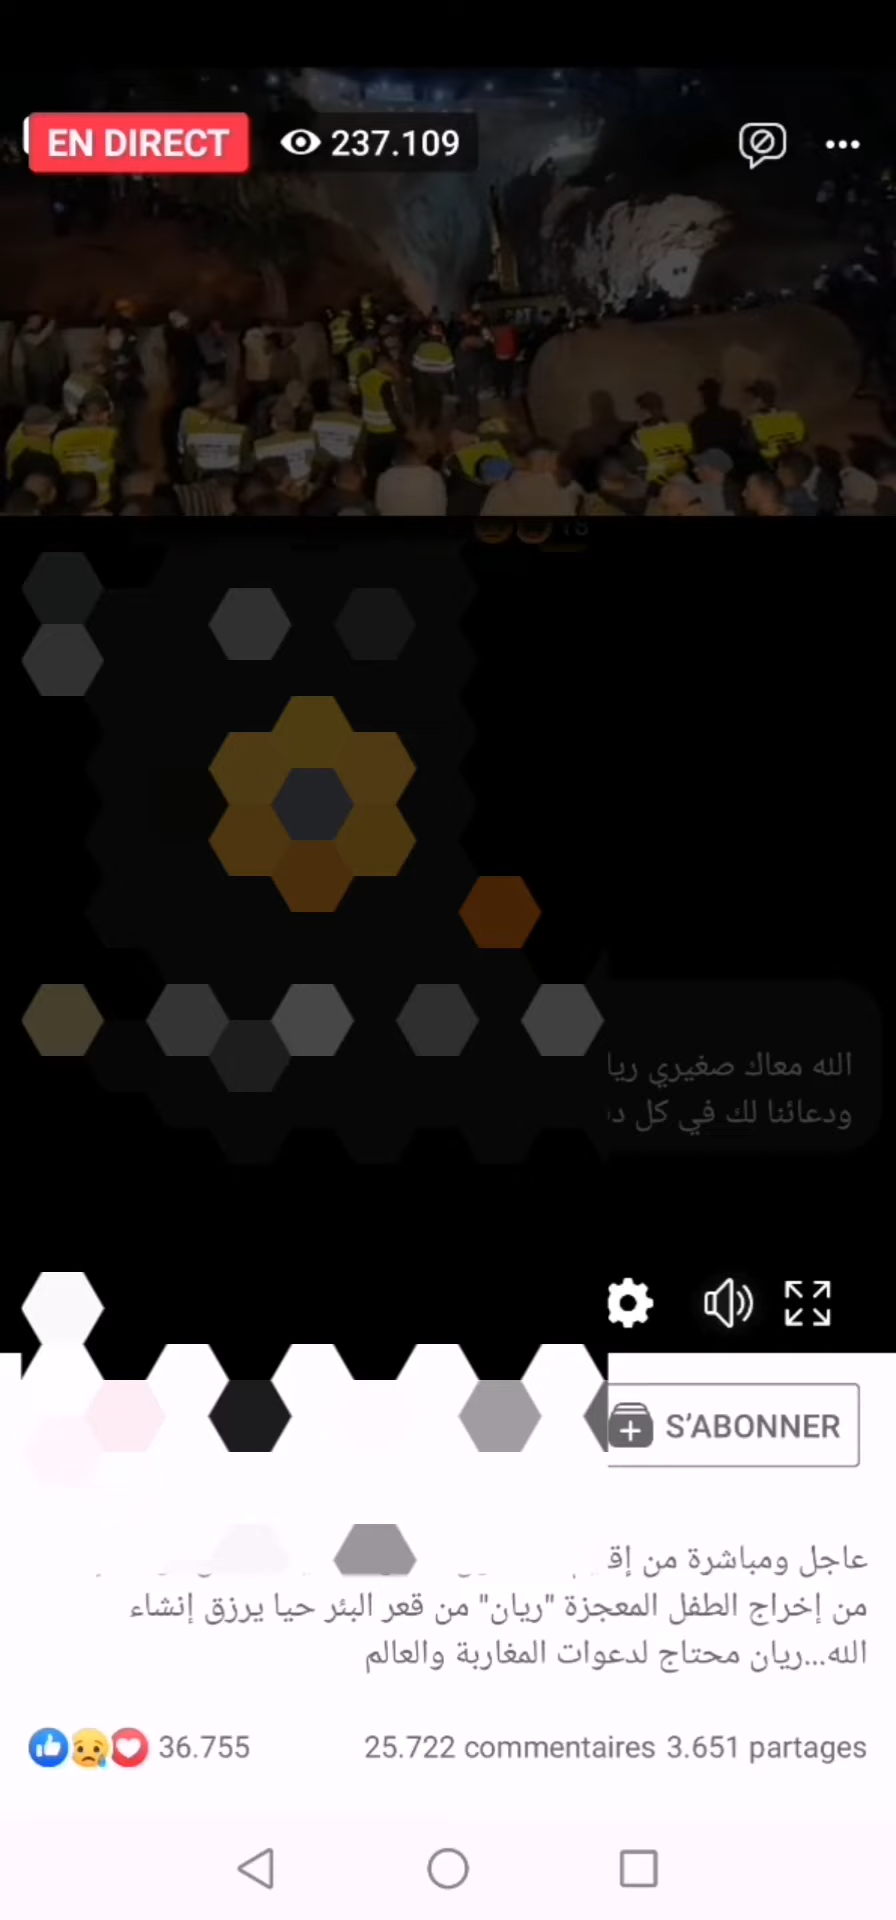 EN DIRECT
237.109
18
الله معاك صغيري ريا
ودعائنا لك في كل
S'ABONNER
عاجل ومباشرة من
من إخراج الطفل المعجزة "ريان" من قعر البئر حيا يرزق إنشاء
الله...ريان محتاج لدعوات المغاربة والعالم
36.755
25.722 commentaires 3.651 partages